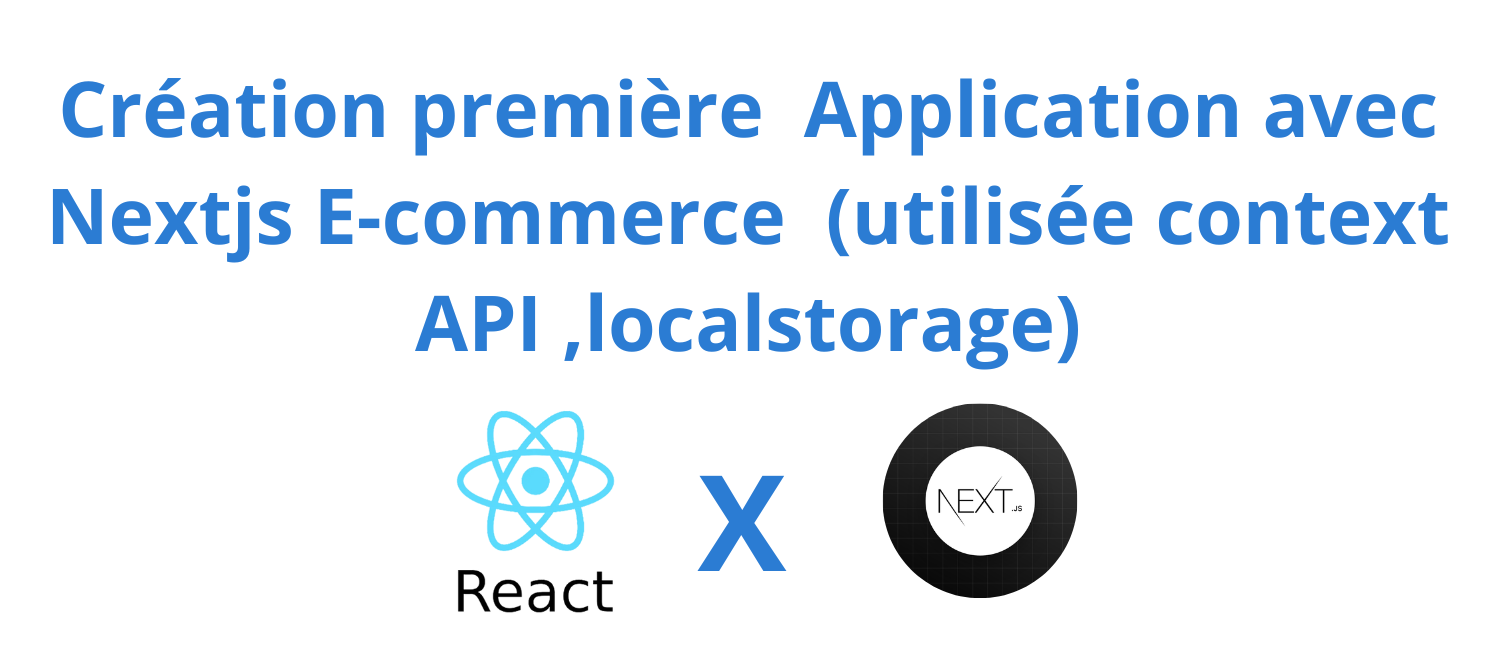 Création première  Application avec
Nextjs E-commerce  (utilisée context
API ,localstorage)
X
React
NEXT.JS